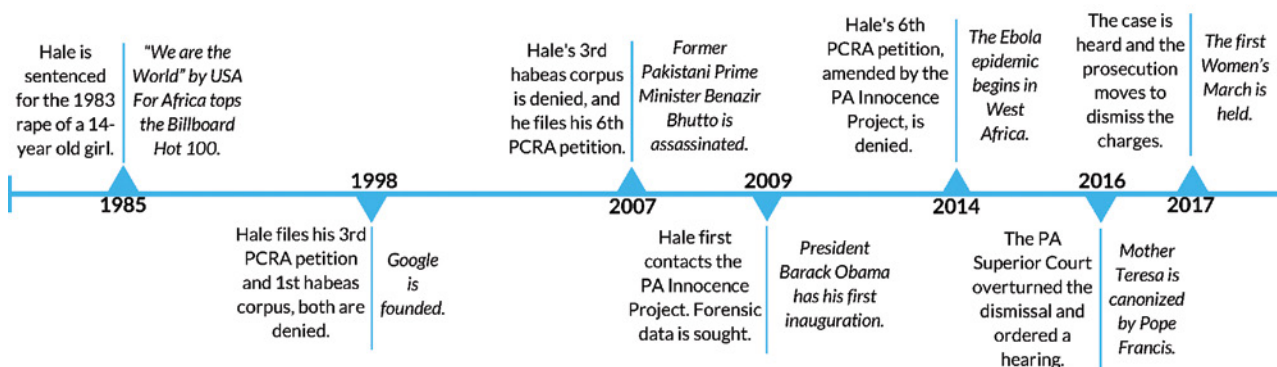 Hale is
sentenced
for the 1983
rape of a 14-
year old girl.
"We are the
World" by USA
For Africa tops
the Billboard
Hot 100.
1985
1998
Hale files his 3rd
PCRA petition
and 1st habeas
corpus, both are
denied.
Google
is
founded.
Hale's 3rd
habeas corpus
is denied, and
he files his 6th
PCRA petition.
Former
Pakistani Prime
Minister Benazir
Bhutto is
assassinated.
2007
2009
Hale first
contacts the
PA Innocence
Project. Forensic
data is sought.
President
Barack Obama
has his first
inauguration.
Hale's 6th
PCRA petition,
amended by the
PA Innocence
Project, is
denied.
The Ebola
epidemic
begins in
West
Africa.
2014
2016
The PA
Superior Court
overturned the
dismissal and
ordered a
hearing.
Mother
Teresa is
canonized
by Pope
Francis.
The case is
heard and the
prosecution
moves to
dismiss the
charges.
The first
Women's
March is
held.
2017